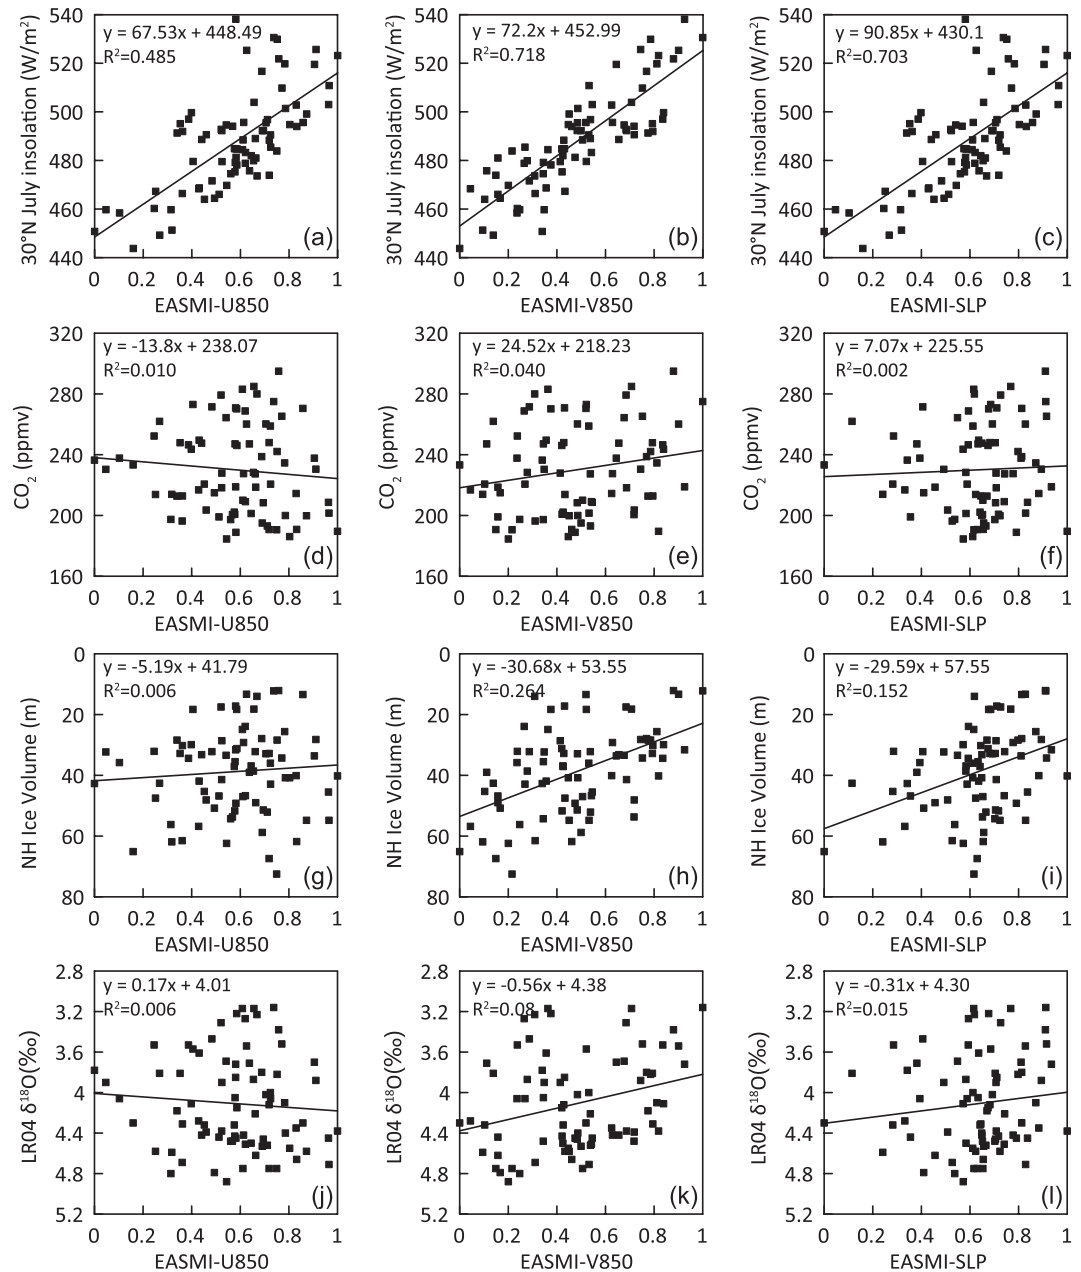 y = 67.53x + 448.49
R²=0.485
540
520
500
480
460
440
30°N July insolation (W/m²)
0 0.2 0.4 0.6 0.8 1
EASMI-U850
(a)
y = 72.2x + 452.99
R²=0.718
540
520
500
480
460
440
30°N July insolation (W/m²)
0 0.2 0.4 0.6 0.8 1
EASMI-V850
(b)
y = 90.85x + 430.1
R²=0.703
540
520
500
480
460
440
30°N July insolation (W/m²)
0 0.2 0.4 0.6 0.8 1
EASMI-SLP
(c)
y = -13.8x + 238.07
R²=0.010
320
280
240
200
160
CO₂ (ppmv)
0 0.2 0.4 0.6 0.8 1
EASMI-U850
(d)
y = 24.52x + 218.23
R²=0.040
320
280
240
200
160
CO₂ (ppmv)
0 0.2 0.4 0.6 0.8 1
EASMI-V850
(e)
y = 7.07x + 225.55
R²=0.002
320
280
240
200
160
CO₂ (ppmv)
0 0.2 0.4 0.6 0.8 1
EASMI-SLP
(f)
y = -5.19x + 41.79
R²=0.006
0
20
40
60
80
NH Ice Volume (m)
0 0.2 0.4 0.6 0.8 1
EASMI-U850
(g)
y = -30.68x + 53.55
R²=0.264
0
20
40
60
80
NH Ice Volume (m)
0 0.2 0.4 0.6 0.8 1
EASMI-V850
(h)
y = -29.59x + 57.55
R²=0.152
0
20
40
60
80
NH Ice Volume (m)
0 0.2 0.4 0.6 0.8 1
EASMI-SLP
(i)
y = 0.17x + 4.01
R²=0.006
2.8
3.2
3.6
4
4.4
4.8
5.2
LR04 δ¹⁸O(‰)
0 0.2 0.4 0.6 0.8 1
EASMI-U850
(j)
y = -0.56x + 4.38
R²=0.08
2.8
3.2
3.6
4
4.4
4.8
5.2
LR04 δ¹⁸O(‰)
0 0.2 0.4 0.6 0.8 1
EASMI-V850
(k)
y = -0.31x + 4.30
R²=0.015
2.8
3.2
3.6
4
4.4
4.8
5.2
LR04 δ¹⁸O(‰)
0 0.2 0.4 0.6 0.8 1
EASMI-SLP
(l)